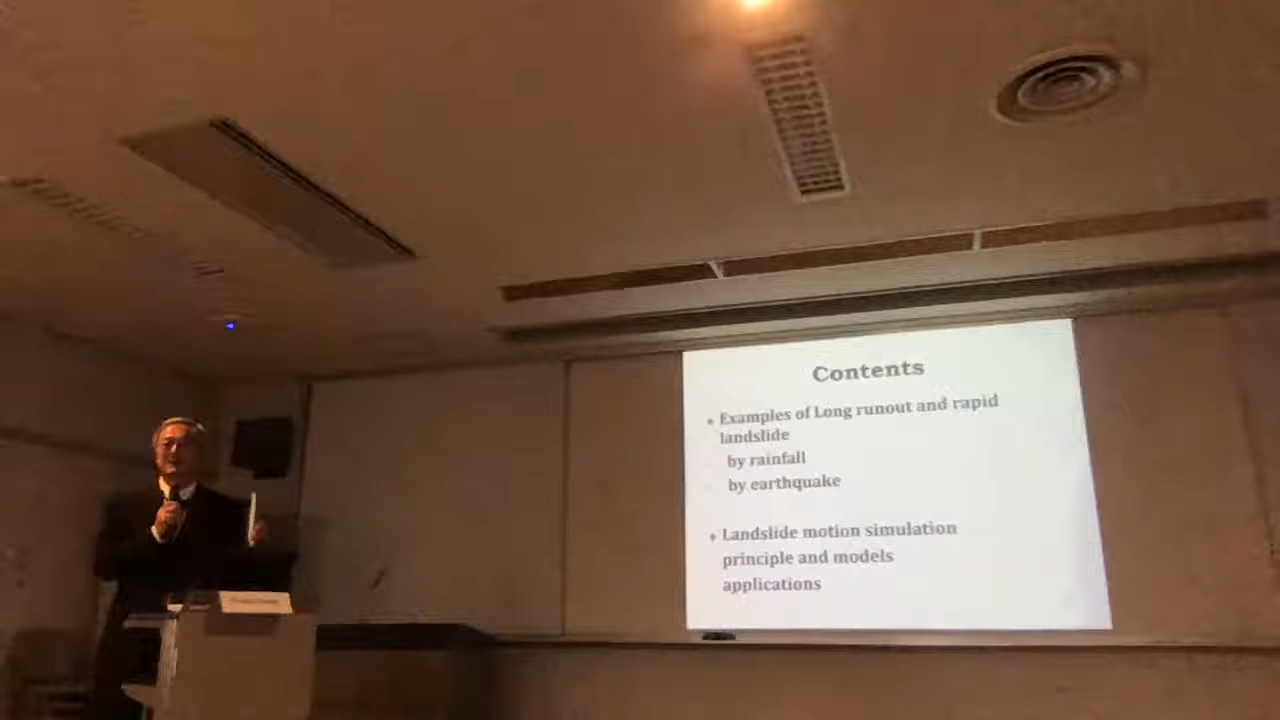 Contents
• Examples of Long runout and rapid
landslide
by rainfall
by earthquake
• Landslide motion simulation
principle and models
applications